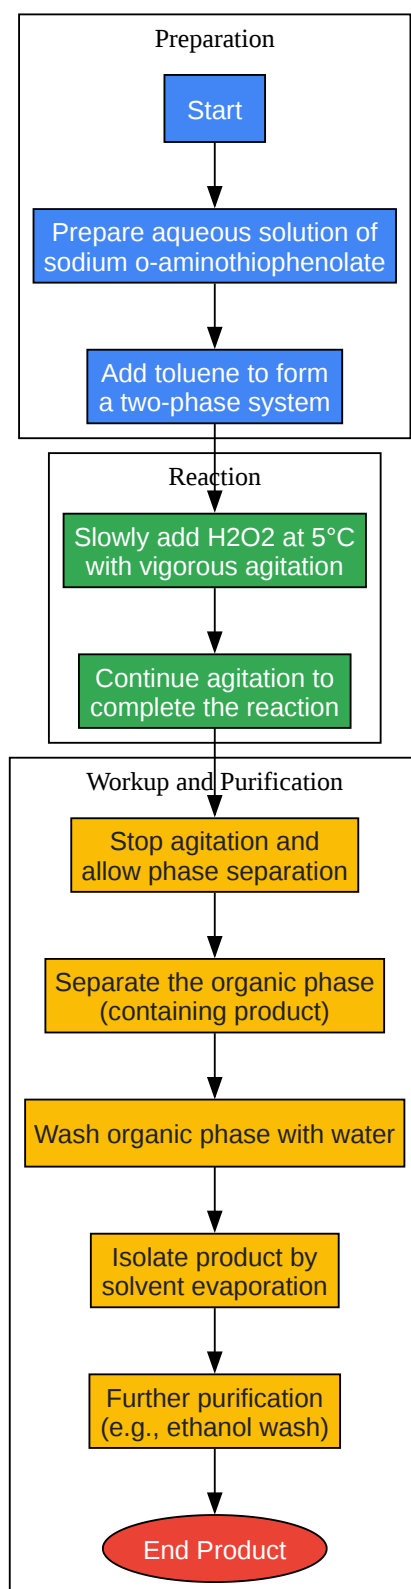 Preparation
Start
Prepare aqueous solution of
sodium o-aminothiophenolate
Add toluene to form
a two-phase system
Reaction
Slowly add H2O2 at 5°C
with vigorous agitation
Continue agitation to
complete the reaction
Workup and Purification
Stop agitation and
allow phase separation
Separate the organic phase
(containing product)
Wash organic phase with water
Isolate product by
solvent evaporation
Further purification
(e.g., ethanol wash)
End Product